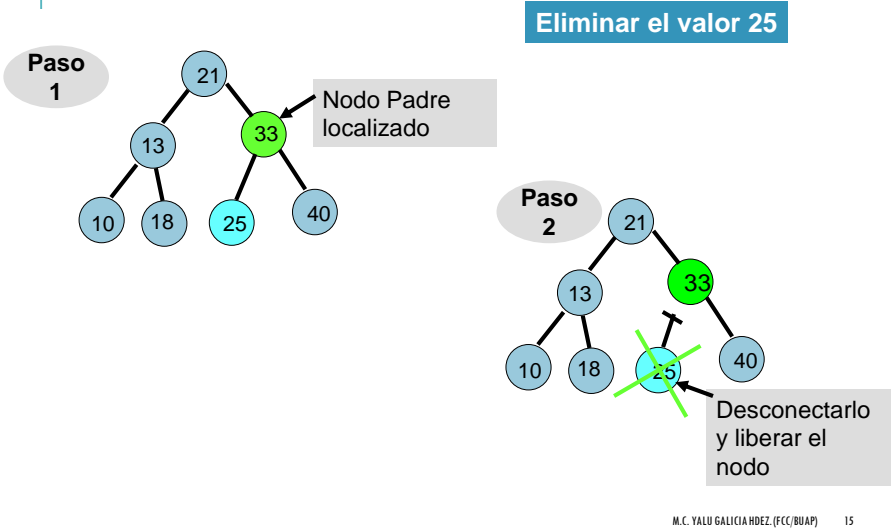 Eliminar el valor 25
Paso
1
21
Nodo Padre
localizado
33
13
10
18
25
40
Paso
2
21
33
13
10
18
25
40
Desconectarlo
y liberar el
nodo
M.C. YALU GALICIA HDEZ. (FCC/BUAP) 15